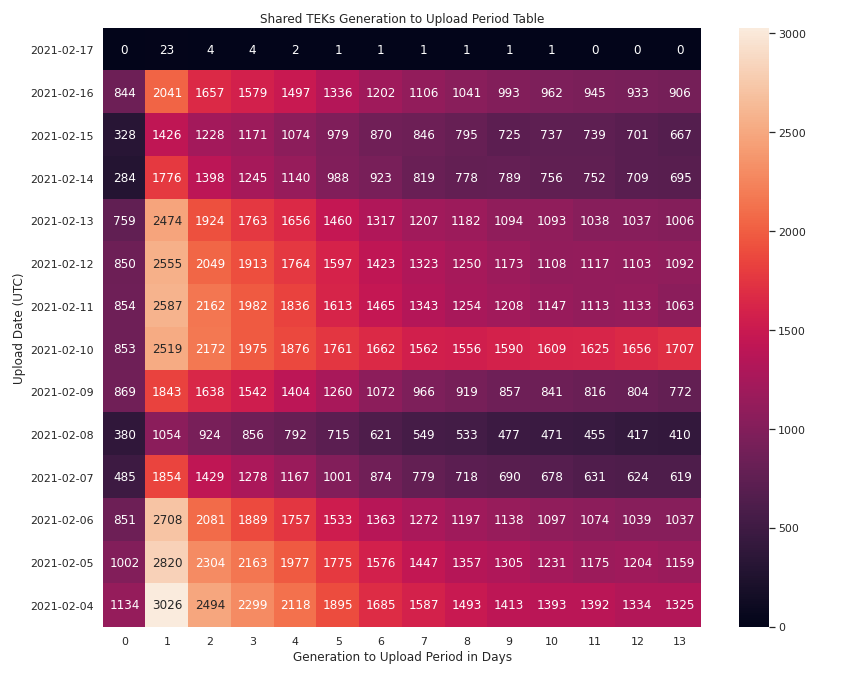 Shared TEKs Generation to Upload Period Table
Upload Date (UTC)
2021-02-17 0 23 4 4 2 1 1 1 1 1 1 0 0 0
2021-02-16 844 2041 1657 1579 1497 1336 1202 1106 1041 993 962 945 933 906
2021-02-15 328 1426 1228 1171 1074 979 870 846 795 725 737 739 701 667
2021-02-14 284 1776 1398 1245 1140 988 923 819 778 789 756 752 709 695
2021-02-13 759 2474 1924 1763 1656 1460 1317 1207 1182 1094 1093 1038 1037 1006
2021-02-12 850 2555 2049 1913 1764 1597 1423 1323 1250 1173 1108 1117 1103 1092
2021-02-11 854 2587 2162 1982 1836 1613 1465 1343 1254 1208 1147 1113 1133 1063
2021-02-10 853 2519 2172 1975 1876 1761 1662 1562 1556 1590 1609 1625 1656 1707
2021-02-09 869 1843 1638 1542 1404 1260 1072 966 919 857 841 816 804 772
2021-02-08 380 1054 924 856 792 715 621 549 533 477 471 455 417 410
2021-02-07 485 1854 1429 1278 1167 1001 874 779 718 690 678 631 624 619
2021-02-06 851 2708 2081 1889 1757 1533 1363 1272 1197 1138 1097 1074 1039 1037
2021-02-05 1002 2820 2304 2163 1977 1775 1576 1447 1357 1305 1231 1175 1204 1159
2021-02-04 1134 3026 2494 2299 2118 1895 1685 1587 1493 1413 1393 1392 1334 1325
0 1 2 3 4 5 6 7 8 9 10 11 12 13
Generation to Upload Period in Days
3000
2500
2000
1500
1000
500
0